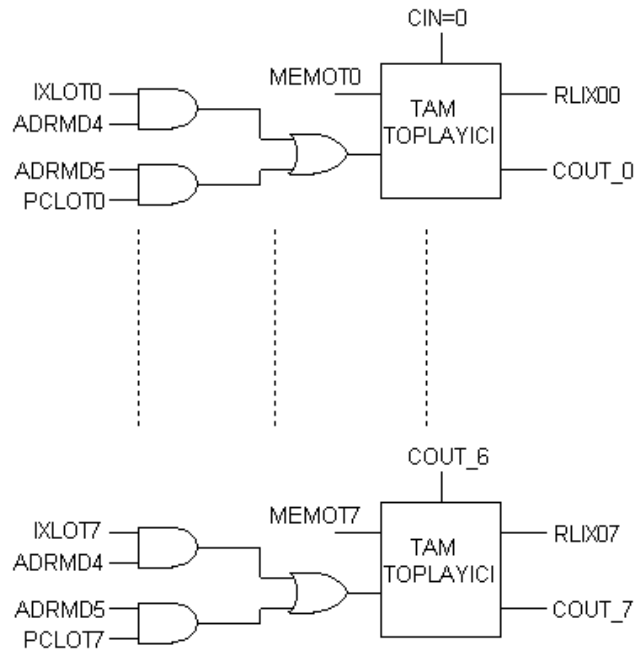 CIN=0
IXLOT0
MEMOT0
TAM
TOPLAYICI
RLIX00
ADRMD4
ADRMD5
PCLOT0
COUT_0
COUT_6
IXLOT7
MEMOT7
TAM
TOPLAYICI
RLIX07
ADRMD4
ADRMD5
PCLOT7
COUT_7